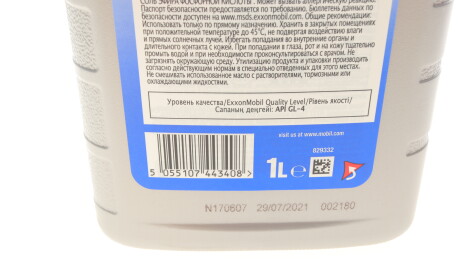 СОЛЬ ЭФИРА ФОСФОРНОЙ КИСЛОТЫ . Может вызвать аллергическую реакцию.
Паспорт безопасности предоставляется по требованию. Бюллетень данных по
безопасности доступен на www.msds.exxonmobil.com. Общие рекомендации:
Использовать только по прямому назначению. Хранить в закрытых помещениях
при положительной температуре до 45°C, не подвергая воздействию влаги
и прямых солнечных лучей. Избегать попадания во внутренние органы и
длительного контакта с кожей. При попадании в глаза, рот и на кожу тщательно
промыть водой и при необходимости проконсультироваться с врачом. Не
загрязнять окружающую среду. Утилизацию продукта и упаковки производить
согласно действующим нормам в специально отведенных для этого местах.
Не смешивать использованное масло с растворителями, тормозными или
охлаждающими жидкостями.
Уровень качества/ExxonMobil Quality Level/Рівень якості/
Сапаның деңгейі: API GL-4
visit us at www.mobil.com
829332
1L℮
5 055107 443408 >
N170607 29/07/2021 002180